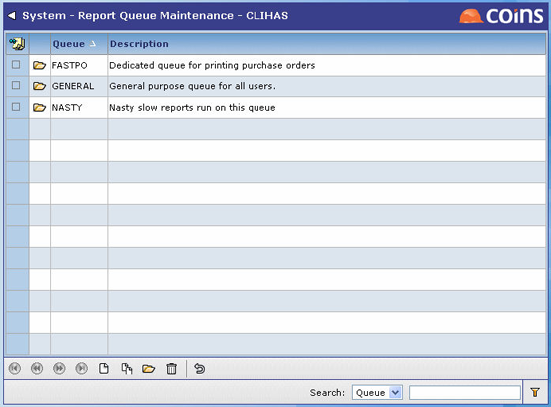 System - Report Queue Maintenance - CLIHAS
coins
Queue Description
FASTPO Dedicated queue for printing purchase orders
GENERAL General purpose queue for all users.
NASTY Nasty slow reports run on this queue
Search: Queue